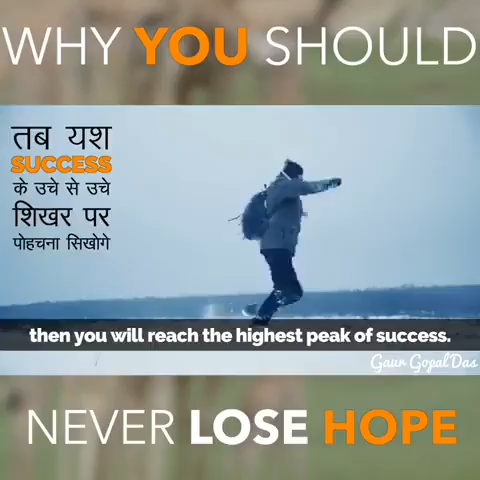 WHY YOU SHOULD
तब यश
SUCCESS
के उचे से उचे
शिखर पर
पोहचना सिखोगे
then you will reach the highest peak of success.
Gaur Gopal Das
NEVER LOSE HOPE